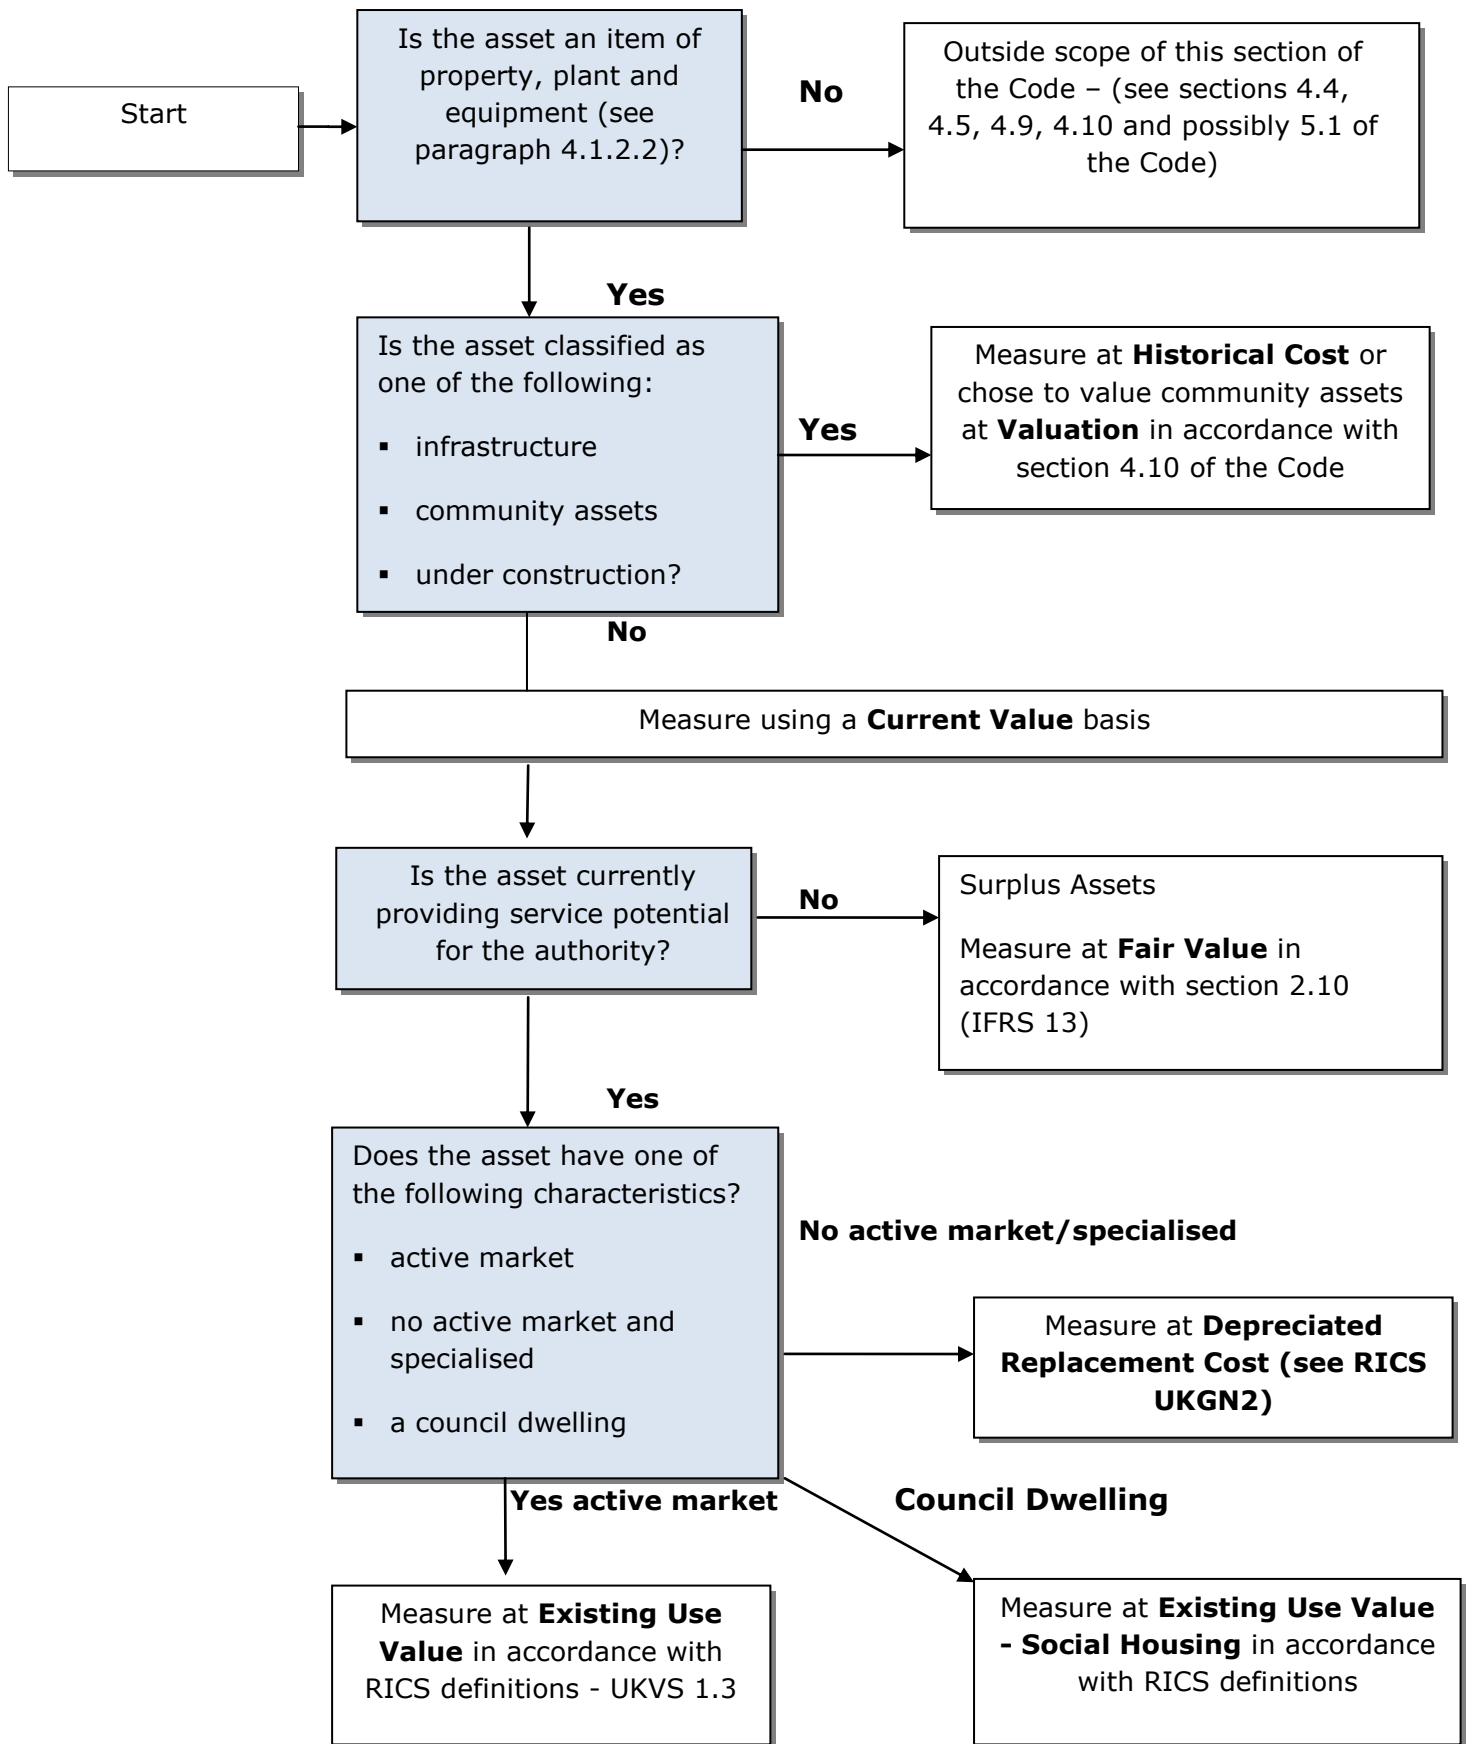 Start
Is the asset an item of
property, plant and
equipment (see
paragraph 4.1.2.2)?
No
Outside scope of this section of
the Code – (see sections 4.4,
4.5, 4.9, 4.10 and possibly 5.1 of
the Code)
Yes
Is the asset classified as
one of the following:
▪ infrastructure
▪ community assets
▪ under construction?
Yes
Measure at Historical Cost or
chose to value community assets
at Valuation in accordance with
section 4.10 of the Code
No
Measure using a Current Value basis
Is the asset currently
providing service potential
for the authority?
No
Surplus Assets
Measure at Fair Value in
accordance with section 2.10
(IFRS 13)
Yes
Does the asset have one of
the following characteristics?
▪ active market
▪ no active market and
specialised
▪ a council dwelling
No active market/specialised
Measure at Depreciated
Replacement Cost (see RICS
UKGN2)
Yes active market
Council Dwelling
Measure at Existing Use
Value in accordance with
RICS definitions - UKVS 1.3
Measure at Existing Use Value
- Social Housing in accordance
with RICS definitions